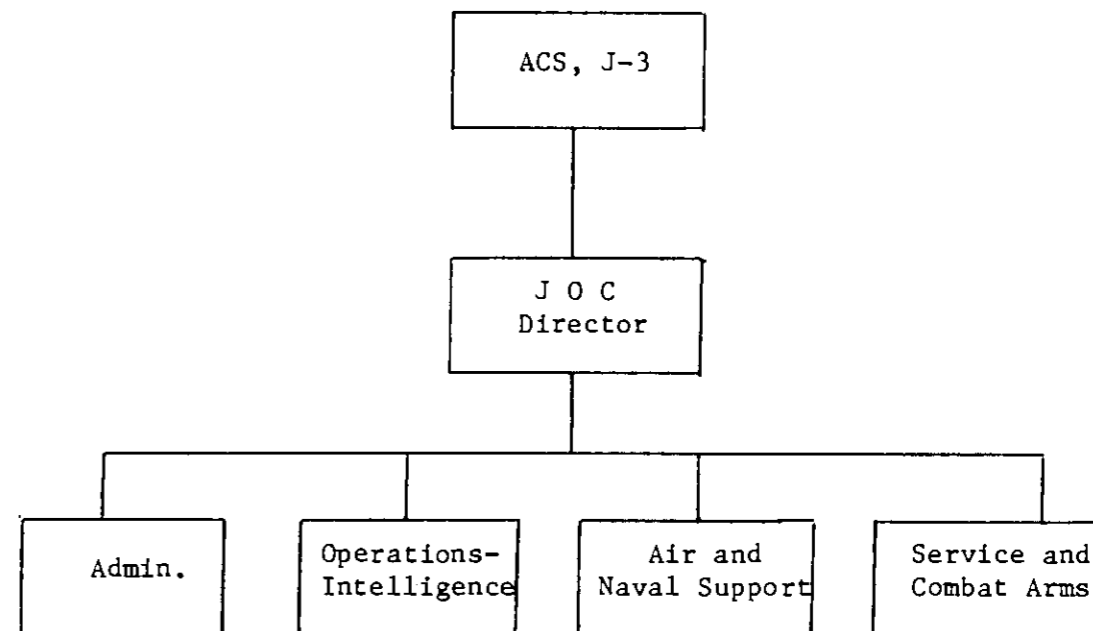 ACS, J-3
J O C
Director
Admin.
Operations-
Intelligence
Air and
Naval Support
Service and
Combat Arms